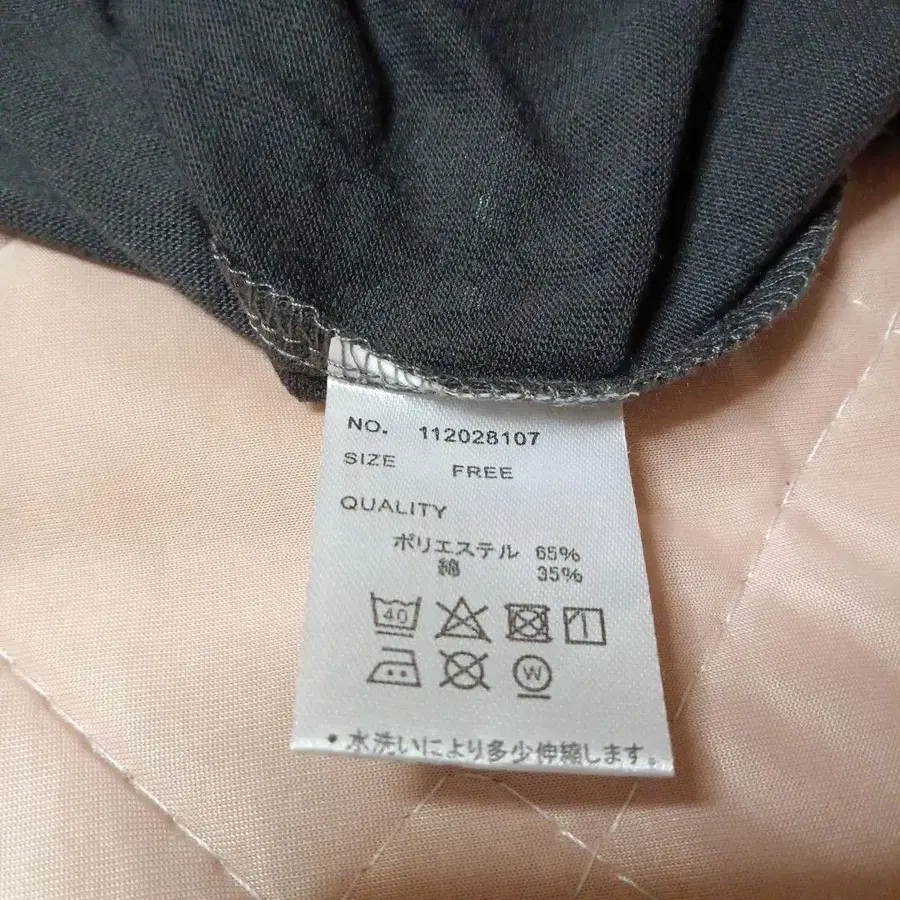 NO. 112028107
SIZE FREE
QUALITY
ポリエステル 65%
綿 35%
40
W
・水洗いにより多少伸縮します。